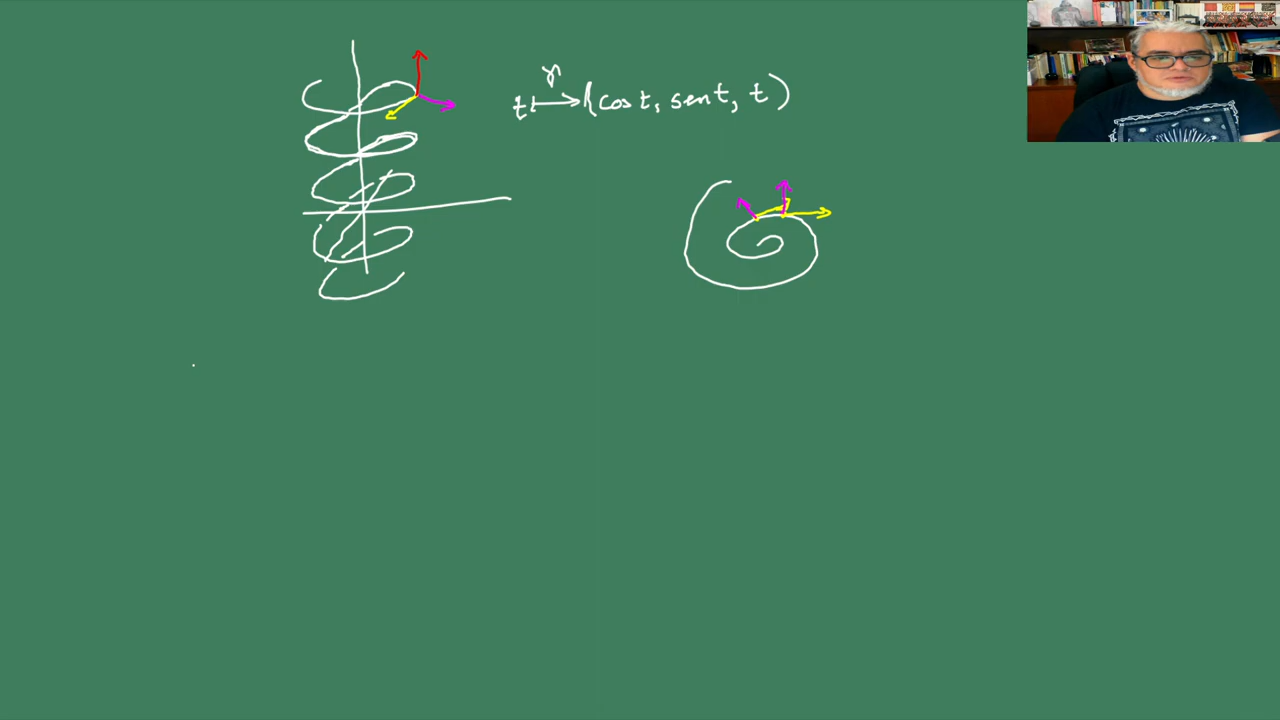 t ↦ γ (cos t, sen t, t)